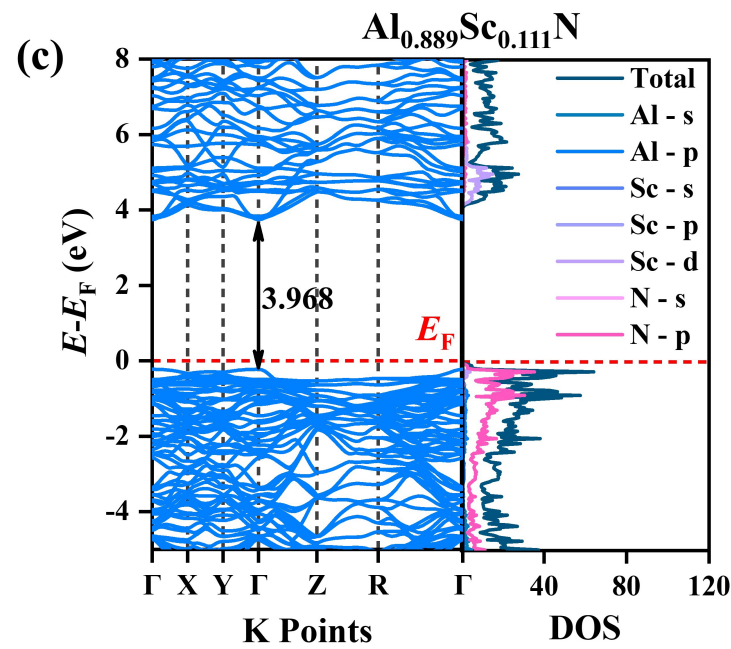 Al0.889Sc0.111N
(c)
E-EF (eV)
8
6
4
2
0
-2
-4
3.968
EF
Γ X Y Γ Z R Γ
K Points
Total
Al - s
Al - p
Sc - s
Sc - p
Sc - d
N - s
N - p
40 80 120
DOS